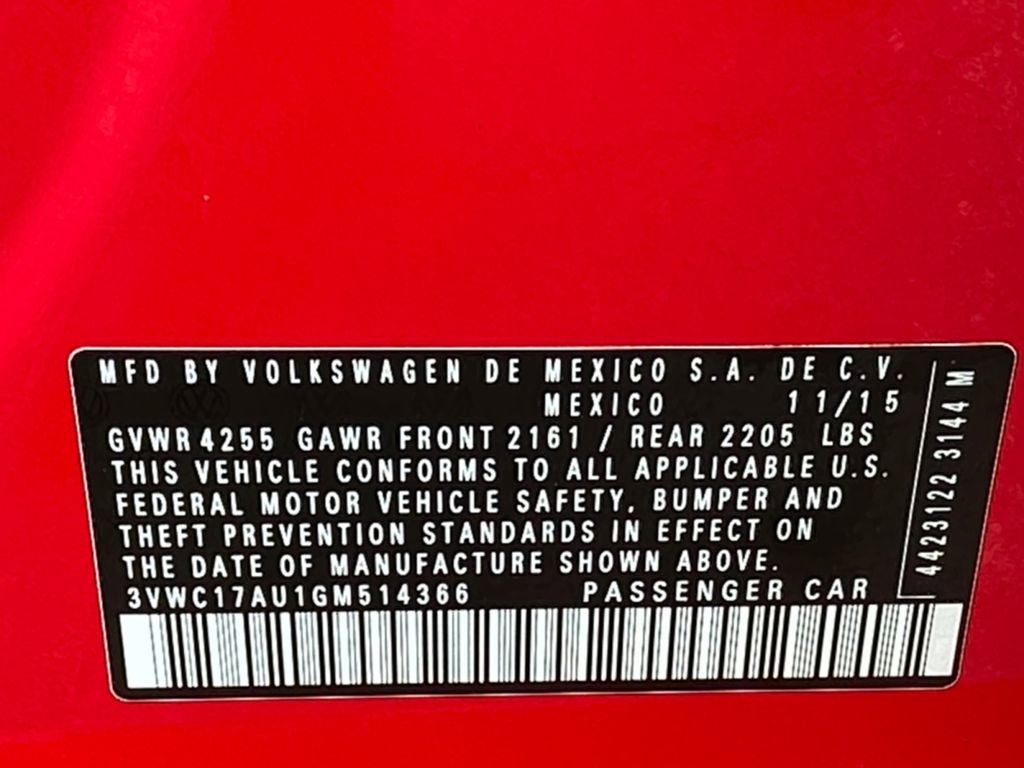 MFD BY VOLKSWAGEN DE MEXICO S.A. DE C.V.
MEXICO 11/15
GVWR 4255 GAWR FRONT 2161 / REAR 2205 LBS
THIS VEHICLE CONFORMS TO ALL APPLICABLE U.S.
FEDERAL MOTOR VEHICLE SAFETY, BUMPER AND
THEFT PREVENTION STANDARDS IN EFFECT ON
THE DATE OF MANUFACTURE SHOWN ABOVE.
3VWC17AU1GM514366 PASSENGER CAR
4423122 3144 M